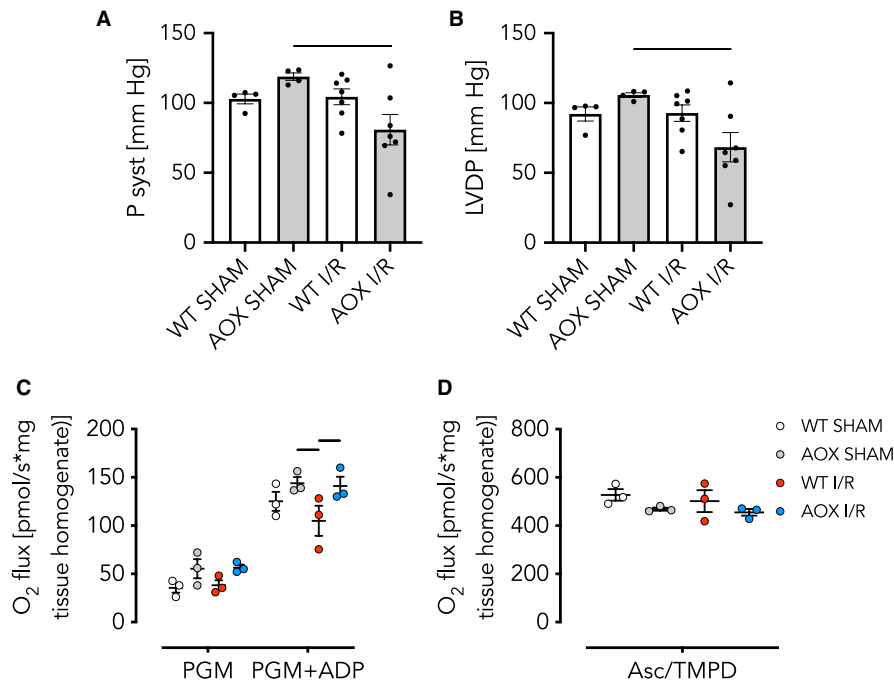 A
P syst [mm Hg]
150
100
50
0
WT SHAM
AOX SHAM
WT I/R
AOX I/R
B
LVDP [mm Hg]
150
100
50
0
WT SHAM
AOX SHAM
WT I/R
AOX I/R
C
O2 flux [pmol/s*mg
tissue homogenate)]
200
150
100
50
0
PGM
PGM+ADP
D
O2 flux [pmol/s*mg
tissue homogenate)]
800
600
400
200
0
Asc/TMPD
WT SHAM
AOX SHAM
WT I/R
AOX I/R